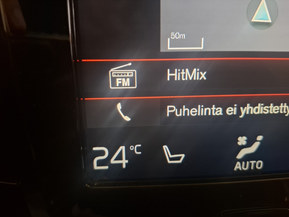 50m
FM
HitMix
Puhelinta ei yhdistetty
24°C
AUTO